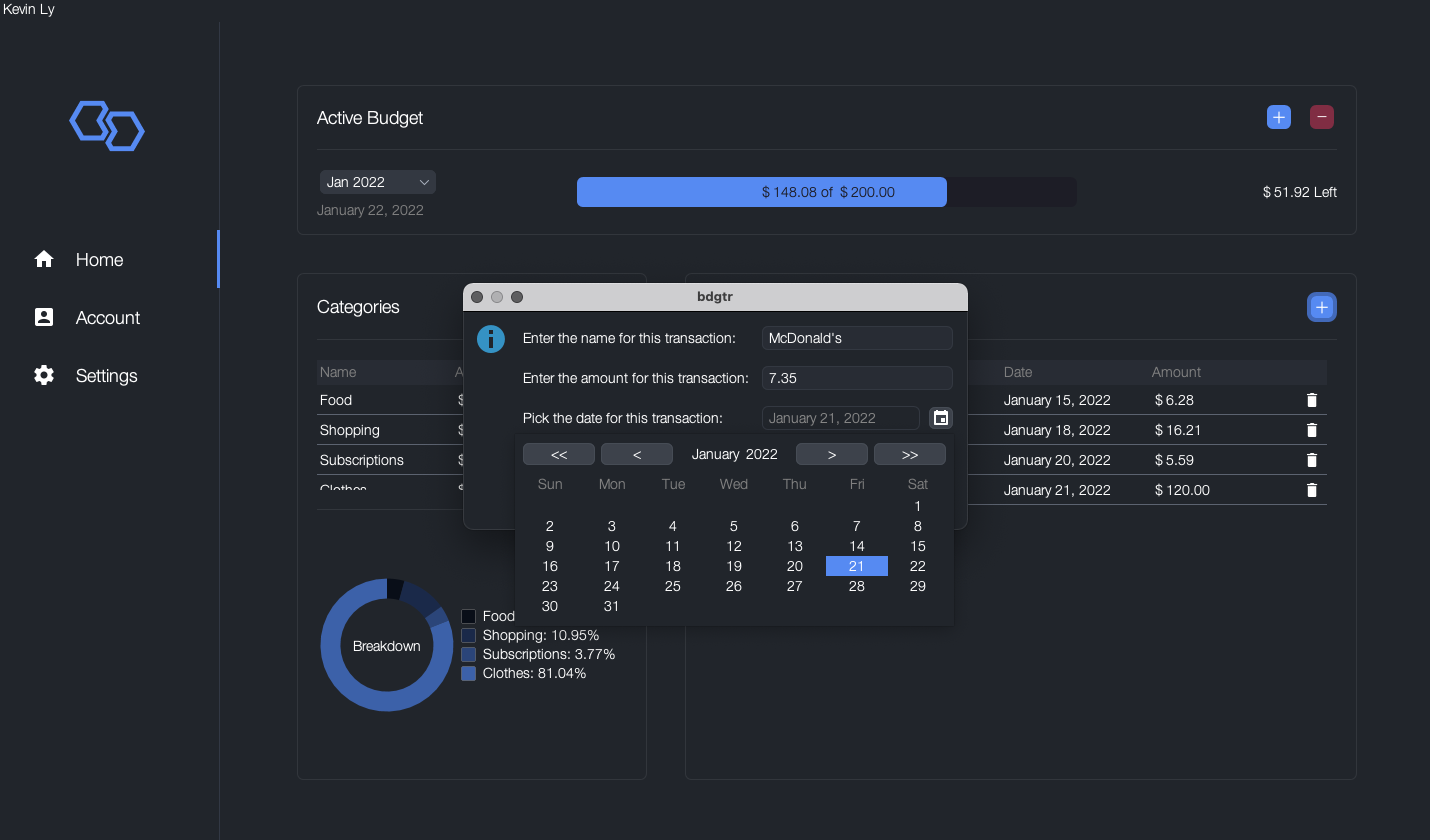 Kevin Ly
Active Budget
+
−
Jan 2022
$ 148.08 of $ 200.00
$ 51.92 Left
January 22, 2022
Home
Account
Settings
Categories
Name
Food
Shopping
Subscriptions
Clothes
Breakdown
Food
Shopping: 10.95%
Subscriptions: 3.77%
Clothes: 81.04%
+
Date Amount
January 15, 2022 $ 6.28
January 18, 2022 $ 16.21
January 20, 2022 $ 5.59
January 21, 2022 $ 120.00
bdgtr
Enter the name for this transaction: McDonald's
Enter the amount for this transaction: 7.35
Pick the date for this transaction: January 21, 2022
<< < January 2022 > >>
Sun Mon Tue Wed Thu Fri Sat
1
2 3 4 5 6 7 8
9 10 11 12 13 14 15
16 17 18 19 20 21 22
23 24 25 26 27 28 29
30 31